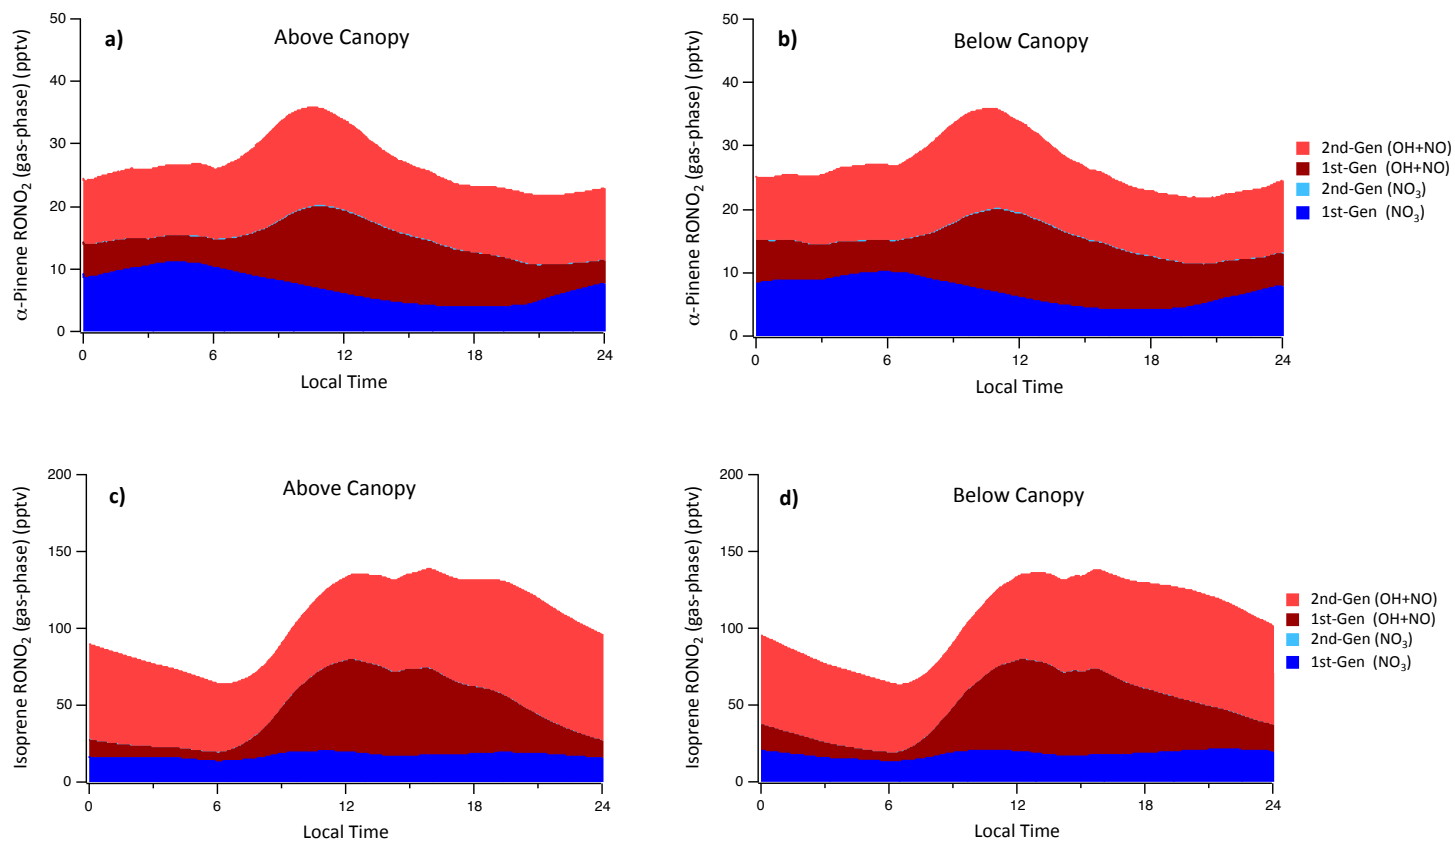 a)
Above Canopy
α-Pinene RONO₂ (gas-phase) (pptv)
50
40
30
20
10
0
0
6
12
18
24
Local Time
b)
Below Canopy
α-Pinene RONO₂ (gas-phase) (pptv)
50
40
30
20
10
0
0
6
12
18
24
Local Time
2nd-Gen (OH+NO)
1st-Gen (OH+NO)
2nd-Gen (NO₃)
1st-Gen (NO₃)
c)
Above Canopy
Isoprene RONO₂ (gas-phase) (pptv)
200
150
100
50
0
0
6
12
18
24
Local Time
d)
Below Canopy
Isoprene RONO₂ (gas-phase) (pptv)
200
150
100
50
0
0
6
12
18
24
Local Time
2nd-Gen (OH+NO)
1st-Gen (OH+NO)
2nd-Gen (NO₃)
1st-Gen (NO₃)